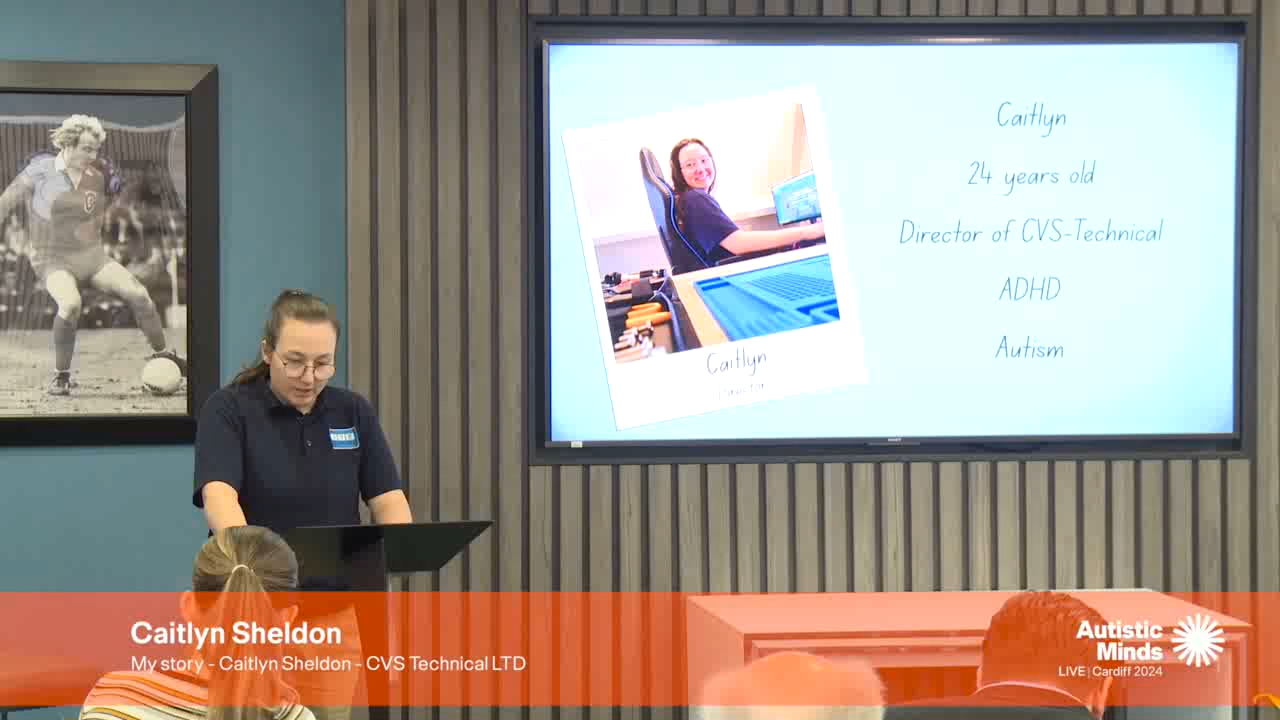 Caitlyn
24 years old
Director of CVS-Technical
ADHD
Autism
Caitlyn
Caitlyn Sheldon
My story - Caitlyn Sheldon - CVS Technical LTD
Autistic
Minds
LIVE | Cardiff 2024